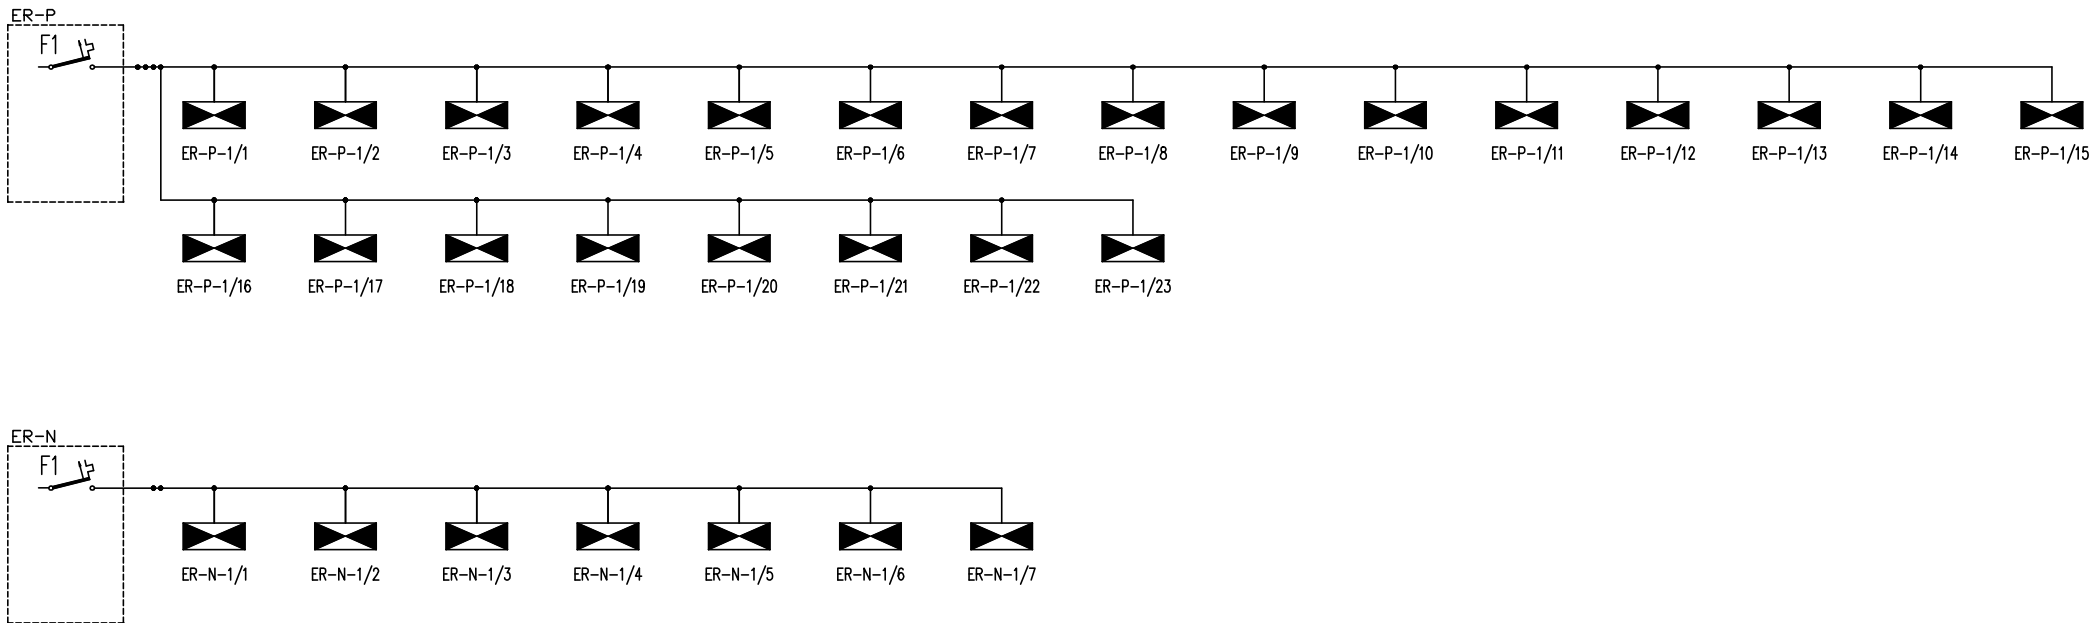 ER-P
F1
ER-P-1/1 ER-P-1/2 ER-P-1/3 ER-P-1/4 ER-P-1/5 ER-P-1/6 ER-P-1/7 ER-P-1/8 ER-P-1/9 ER-P-1/10 ER-P-1/11 ER-P-1/12 ER-P-1/13 ER-P-1/14 ER-P-1/15
ER-P-1/16 ER-P-1/17 ER-P-1/18 ER-P-1/19 ER-P-1/20 ER-P-1/21 ER-P-1/22 ER-P-1/23
ER-N
F1
ER-N-1/1 ER-N-1/2 ER-N-1/3 ER-N-1/4 ER-N-1/5 ER-N-1/6 ER-N-1/7